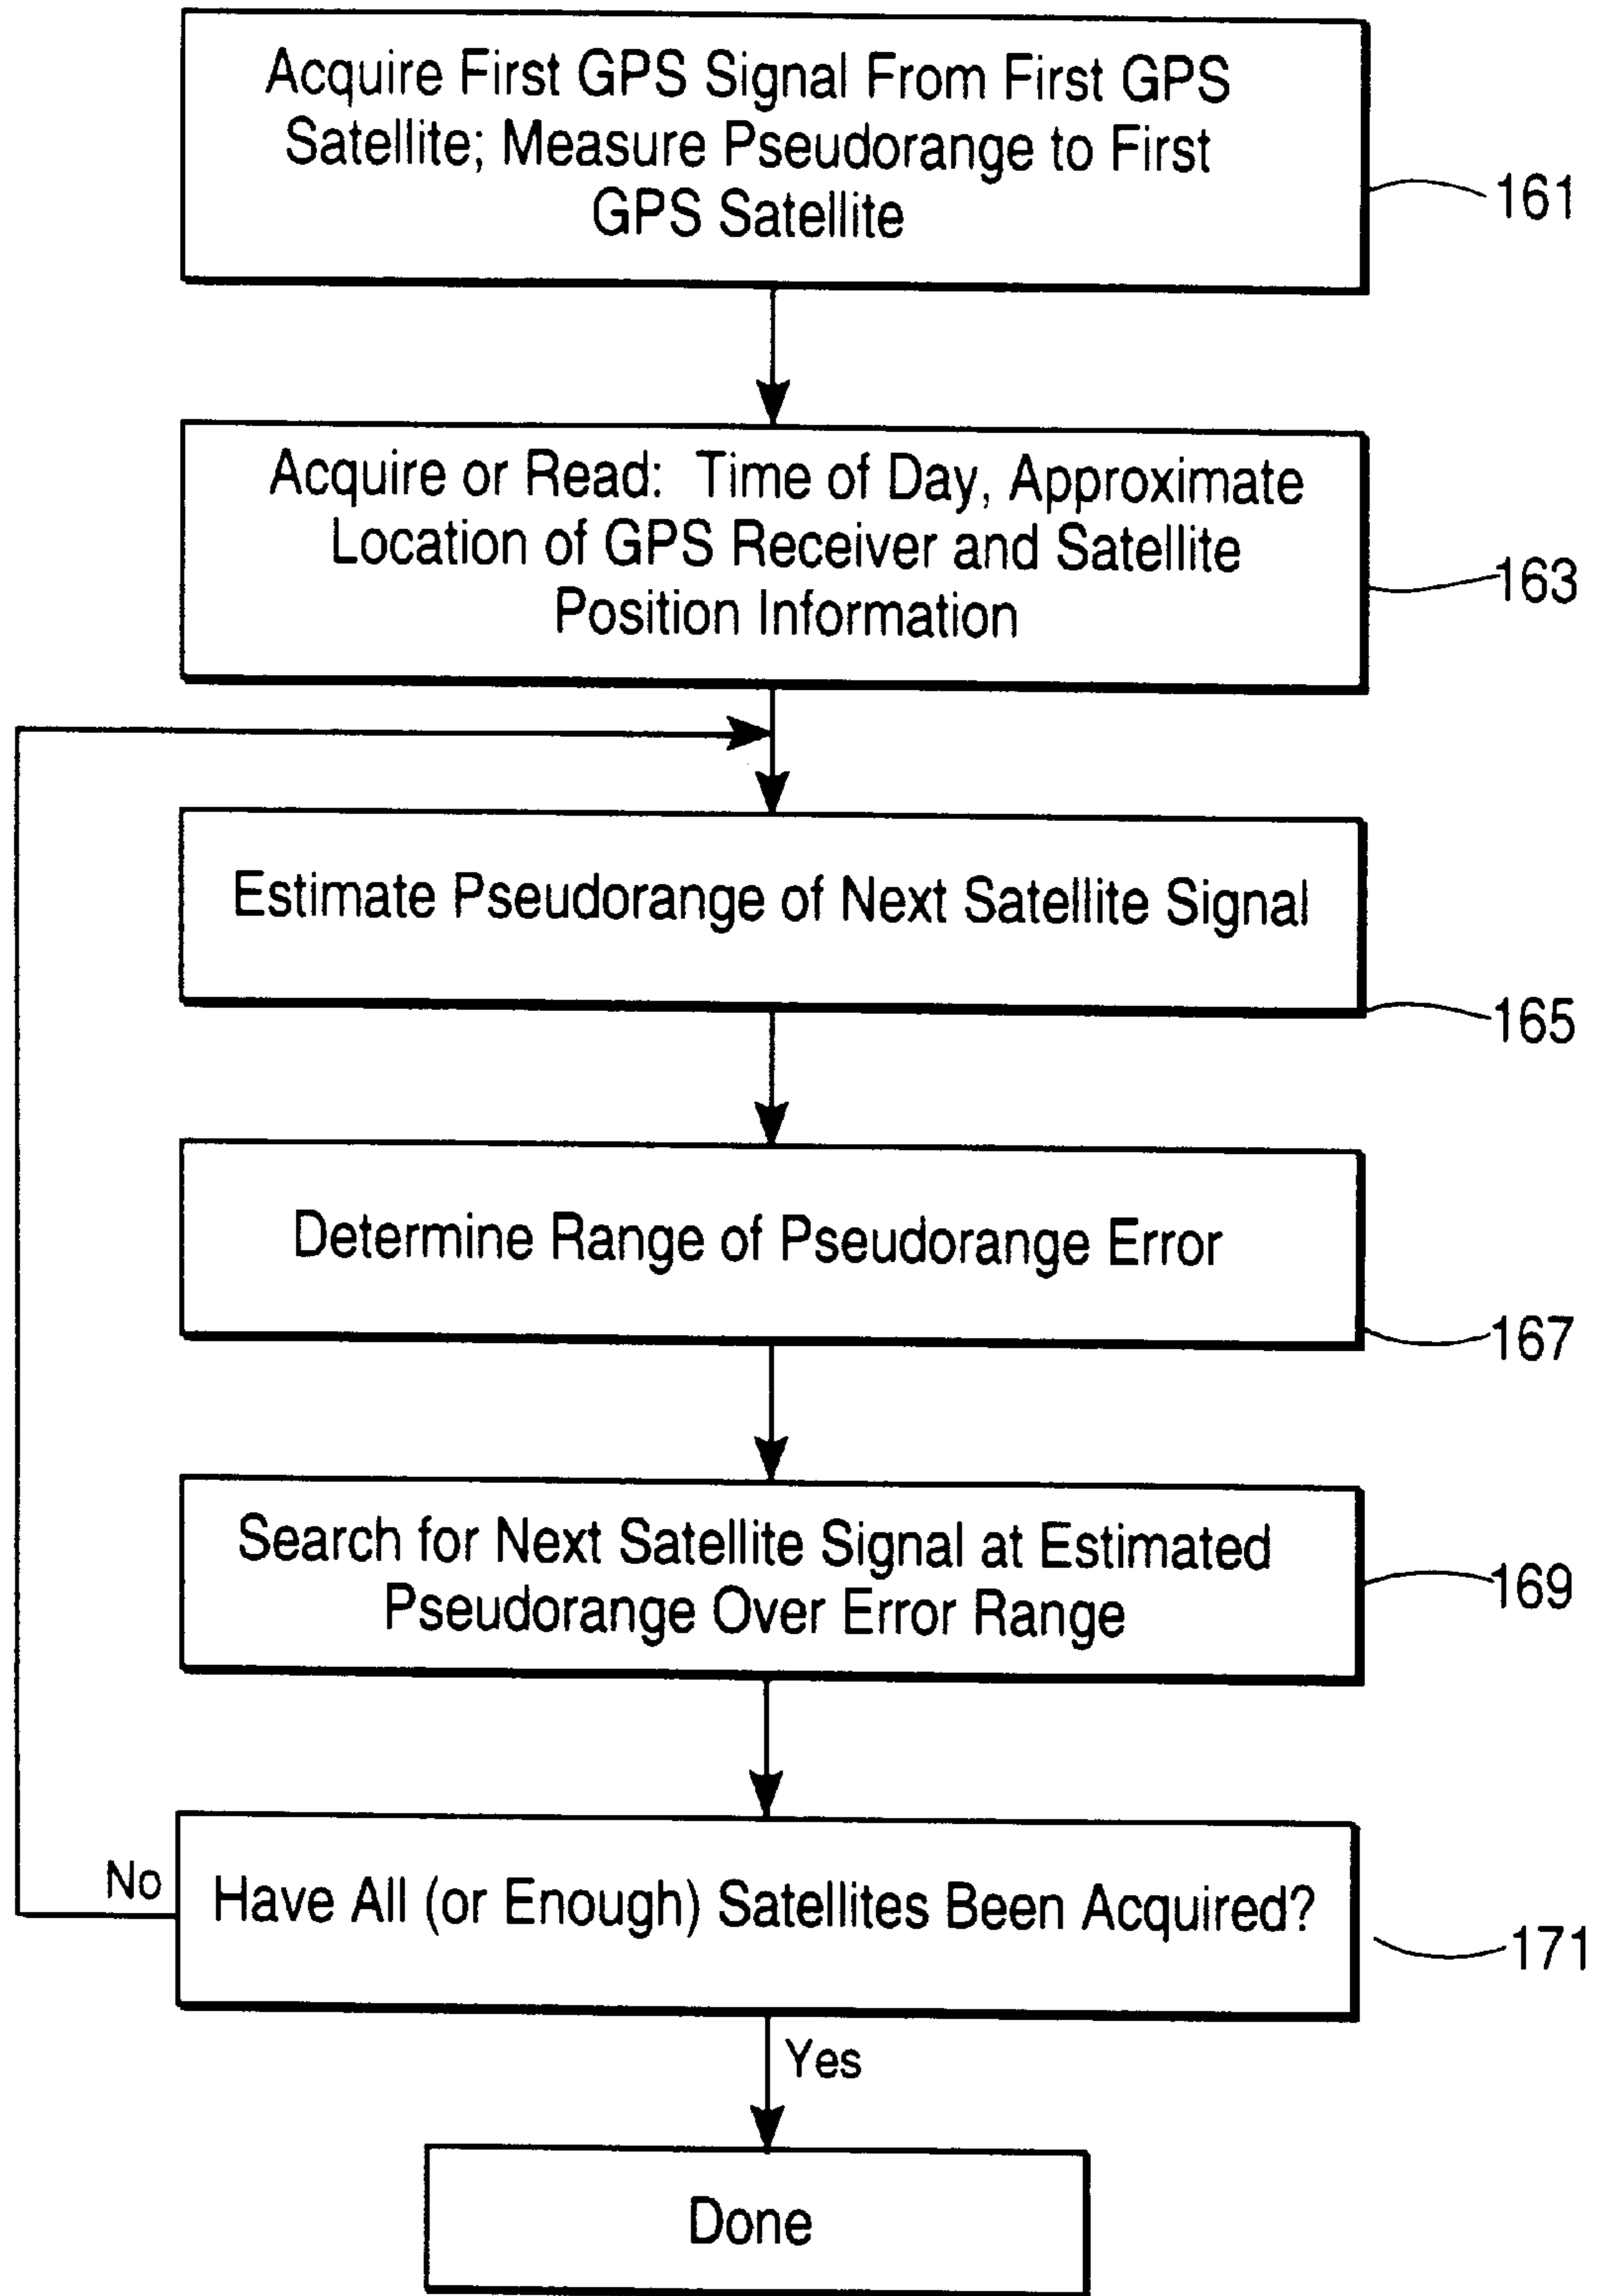 Acquire First GPS Signal From First GPS
Satellite; Measure Pseudorange to First
GPS Satellite
161
Acquire or Read: Time of Day, Approximate
Location of GPS Receiver and Satellite
Position Information
163
Estimate Pseudorange of Next Satellite Signal
165
Determine Range of Pseudorange Error
167
Search for Next Satellite Signal at Estimated
Pseudorange Over Error Range
169
No
Have All (or Enough) Satellites Been Acquired?
171
Yes
Done